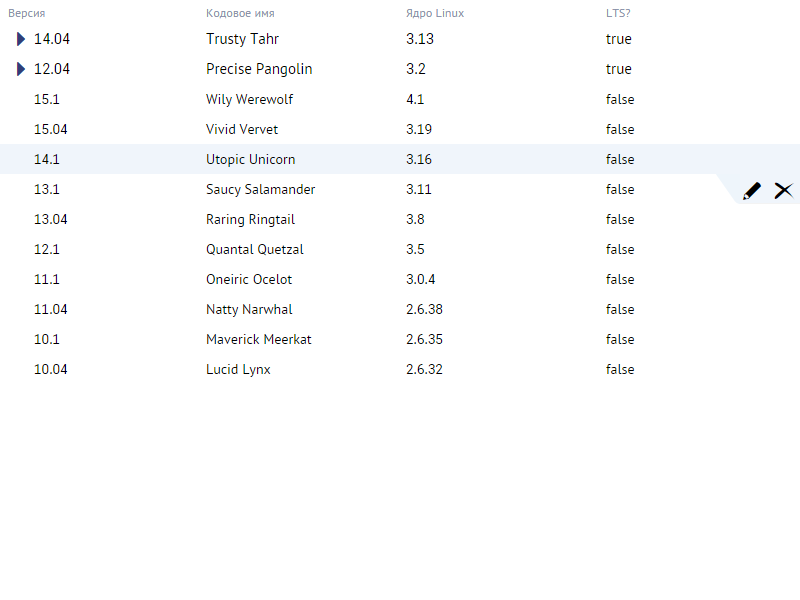 Версия Кодовое имя Ядро Linux LTS?
14.04 Trusty Tahr 3.13 true
12.04 Precise Pangolin 3.2 true
15.1 Wily Werewolf 4.1 false
15.04 Vivid Vervet 3.19 false
14.1 Utopic Unicorn 3.16 false
13.1 Saucy Salamander 3.11 false
13.04 Raring Ringtail 3.8 false
12.1 Quantal Quetzal 3.5 false
11.1 Oneiric Ocelot 3.0.4 false
11.04 Natty Narwhal 2.6.38 false
10.1 Maverick Meerkat 2.6.35 false
10.04 Lucid Lynx 2.6.32 false